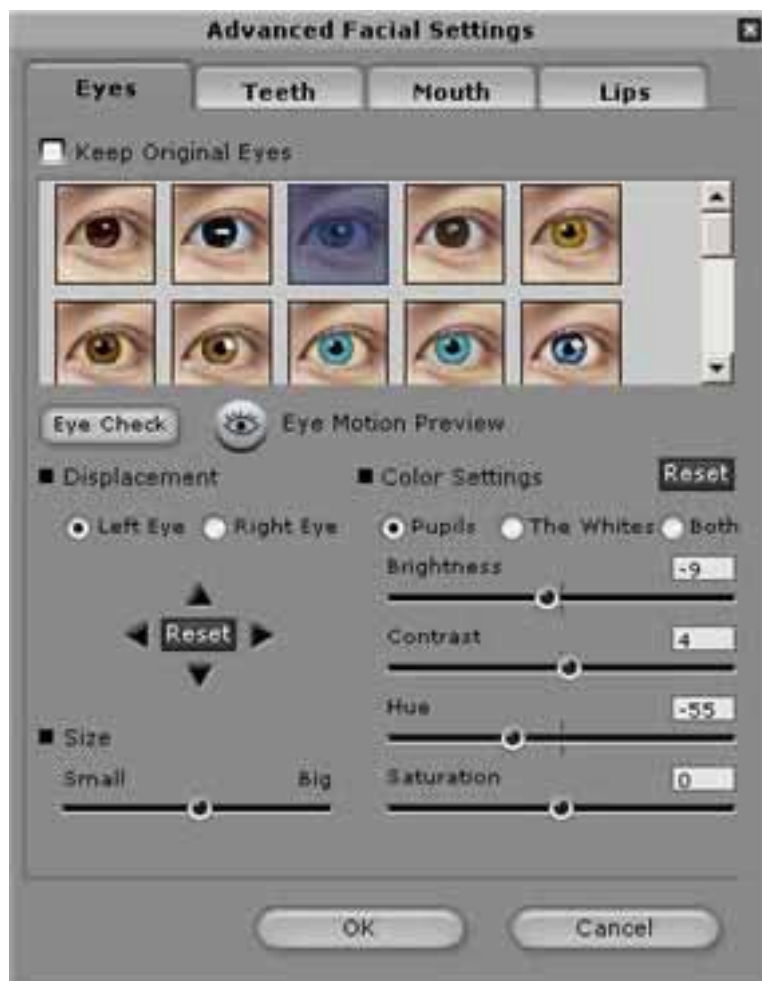 Advanced Facial Settings
Eyes Teeth Mouth Lips
Keep Original Eyes
Eye Check Eye Motion Preview
Displacement
Left Eye Right Eye
Reset
Size
Small Big
Color Settings Reset
Pupils The Whites Both
Brightness -9
Contrast 4
Hue -55
Saturation 0
OK Cancel